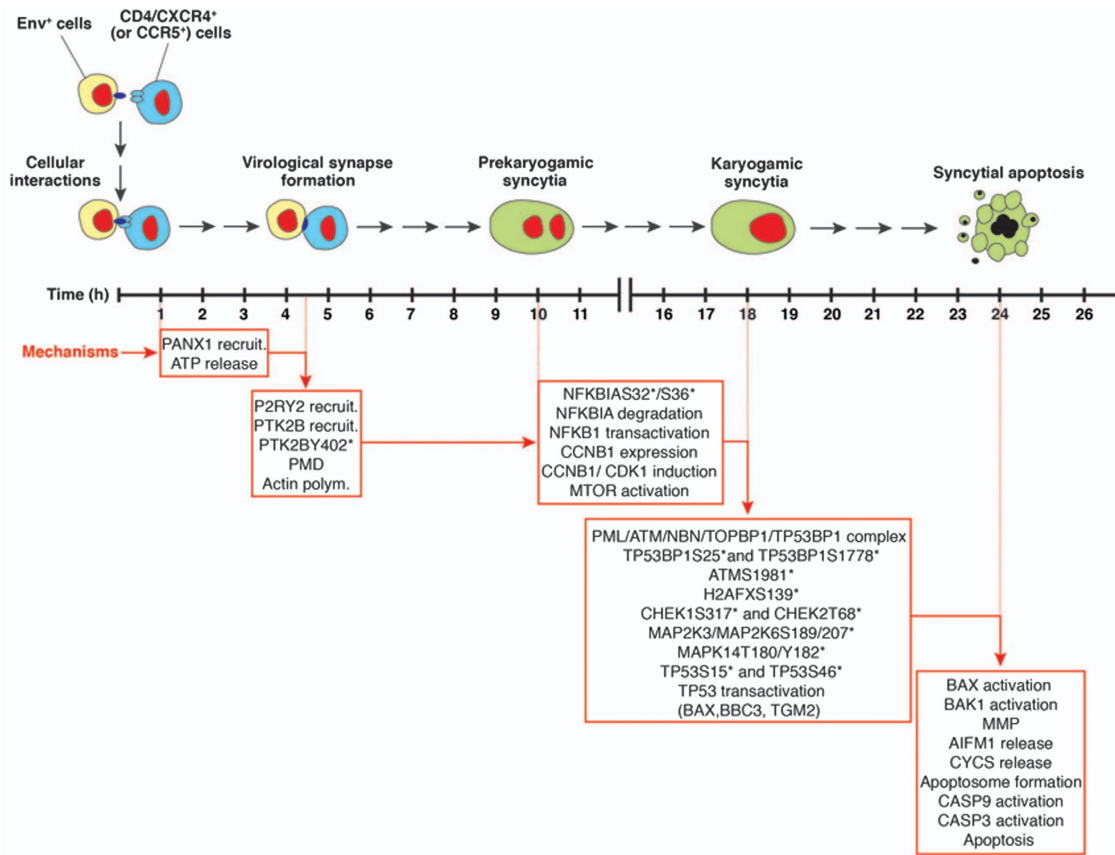 Env⁺ cells
CD4/CXCR4⁺
(or CCR5⁺) cells
Cellular
interactions
Virological synapse
formation
Prekaryogamic
syncytia
Karyogamic
syncytia
Syncytial apoptosis
Time (h)
1 2 3 4 5 6 7 8 9 10 11 16 17 18 19 20 21 22 23 24 25 26
Mechanisms
PANX1 recruit.
ATP release
P2RY2 recruit.
PTK2B recruit.
PTK2BY402*
PMD
Actin polym.
NFKBIAS32*/S36*
NFKBIA degradation
NFKB1 transactivation
CCNB1 expression
CCNB1/ CDK1 induction
MTOR activation
PML/ATM/NBN/TOPBP1/TP53BP1 complex
TP53BP1S25*and TP53BP1S1778*
ATMS1981*
H2AFXS139*
CHEK1S317* and CHEK2T68*
MAP2K3/MAP2K6S189/207*
MAPK14T180/Y182*
TP53S15* and TP53S46*
TP53 transactivation
(BAX,BBC3, TGM2)
BAX activation
BAK1 activation
MMP
AIFM1 release
CYCS release
Apoptosome formation
CASP9 activation
CASP3 activation
Apoptosis